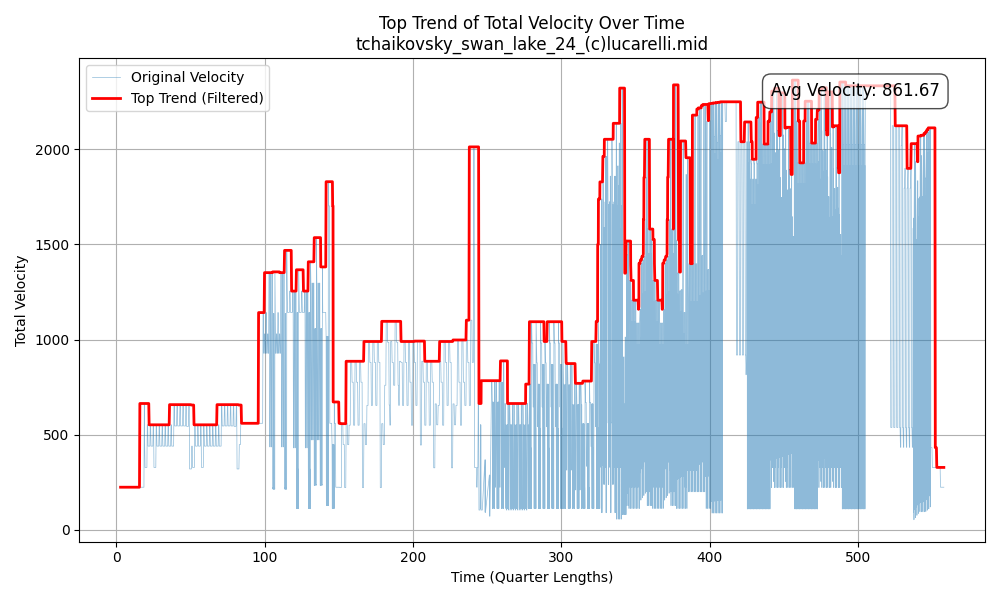 Top Trend of Total Velocity Over Time
tchaikovsky_swan_lake_24_(c)lucarelli.mid
Original Velocity
Top Trend (Filtered)
Avg Velocity: 861.67
Total Velocity
2000
1500
1000
500
0
0 100 200 300 400 500
Time (Quarter Lengths)